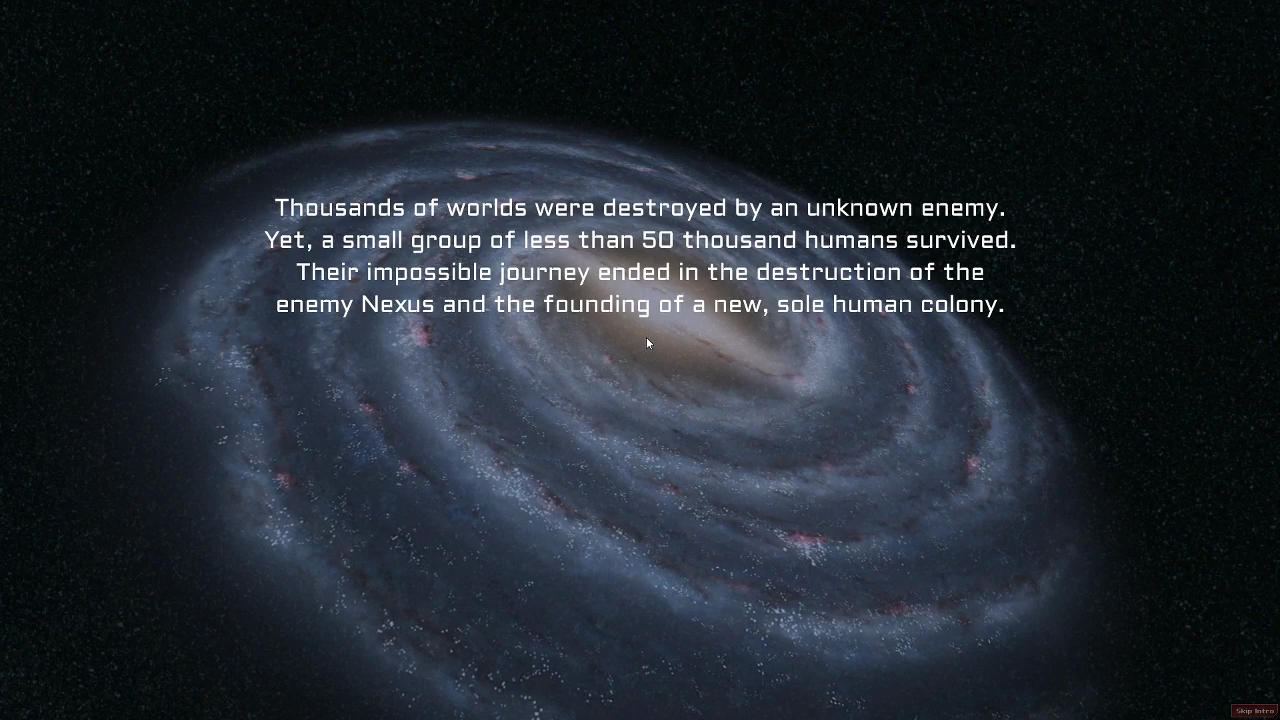 Thousands of worlds were destroyed by an unknown enemy.
Yet, a small group of less than 50 thousand humans survived.
Their impossible journey ended in the destruction of the
enemy Nexus and the founding of a new, sole human colony.
Skip Intro